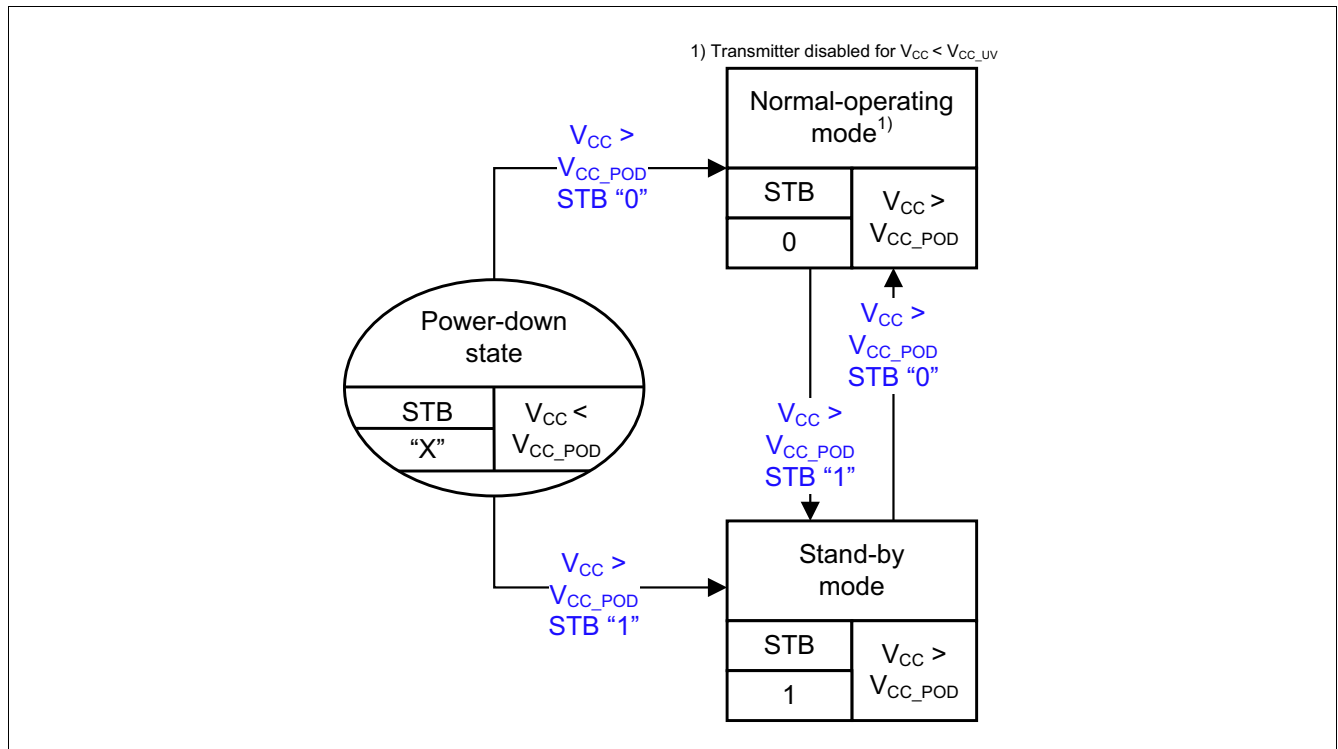 1) Transmitter disabled for VCC < VCC_UV
Normal-operating
mode1)
STB
0
VCC >
VCC_POD
VCC >
VCC_POD
STB “0”
Power-down
state
STB
“X”
VCC <
VCC_POD
VCC >
VCC_POD
STB “0”
VCC >
VCC_POD
STB “1”
VCC >
VCC_POD
STB “1”
Stand-by
mode
STB
1
VCC >
VCC_POD